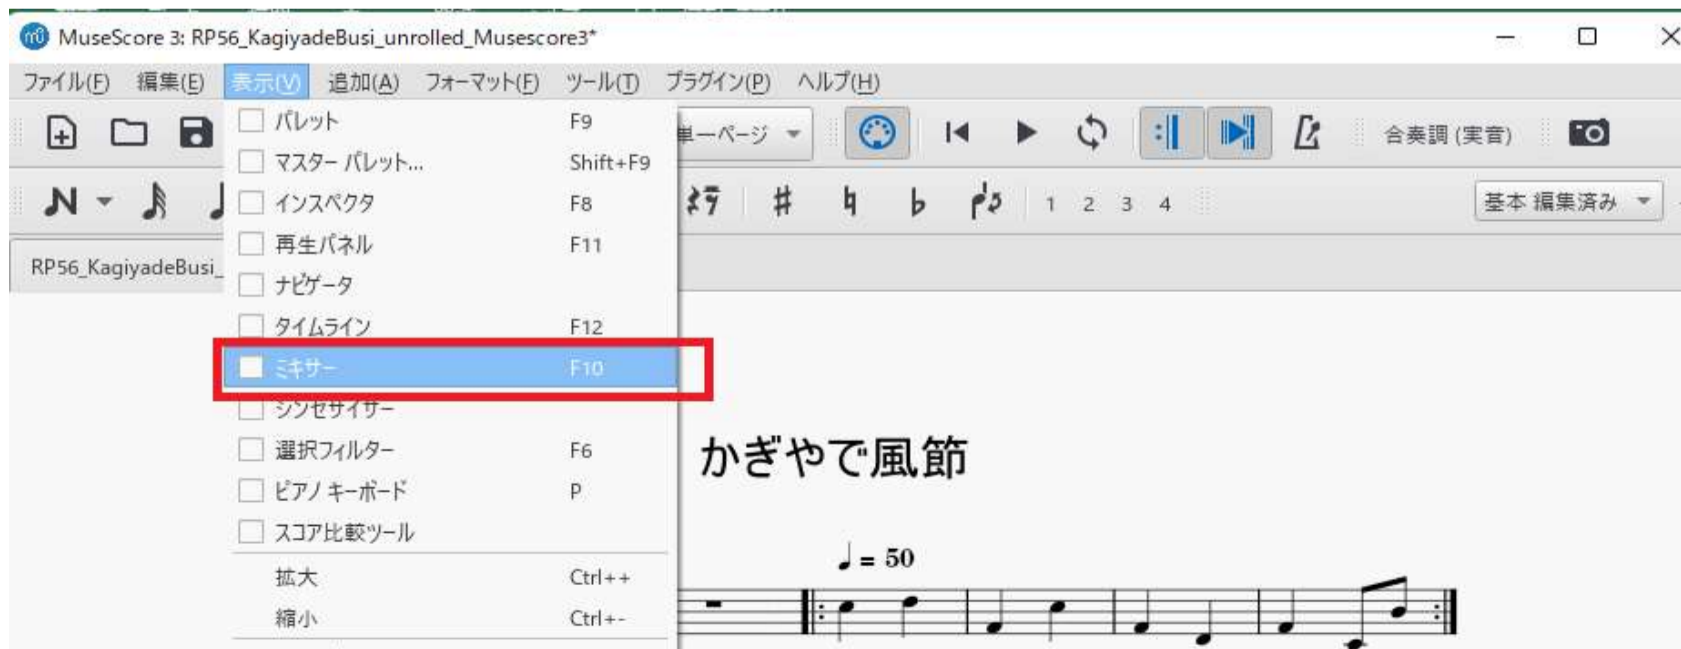 MuseScore 3: RP56_KagiyadeBusi_unrolled_Musescore3*
ファイル(F) 編集(E) 表示(V) 追加(A) フォーマット(F) ツール(T) プラグイン(P) ヘルプ(H)
単一ページ 合奏調 (実音)
1 2 3 4 基本 編集済み
RP56_KagiyadeBusi_
パレット F9
マスター パレット... Shift+F9
インスペクタ F8
再生パネル F11
ナビゲータ
タイムライン F12
ミキサー F10
シンセサイザー
選択フィルター F6
ピアノ キーボード P
スコア比較ツール
拡大 Ctrl++
縮小 Ctrl+-
かぎやで風節
= 50